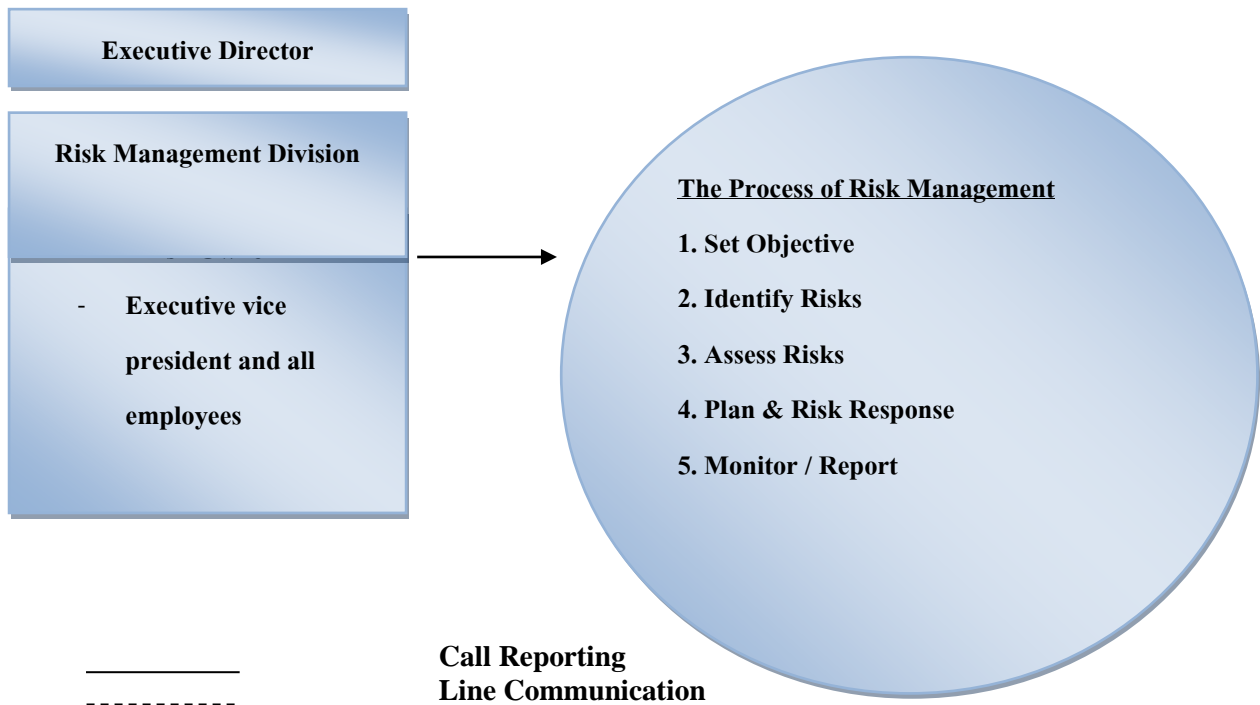 Executive Director
Risk Management Division
- Executive vice
president and all
employees
The Process of Risk Management
1. Set Objective
2. Identify Risks
3. Assess Risks
4. Plan & Risk Response
5. Monitor / Report
Call Reporting
Line Communication